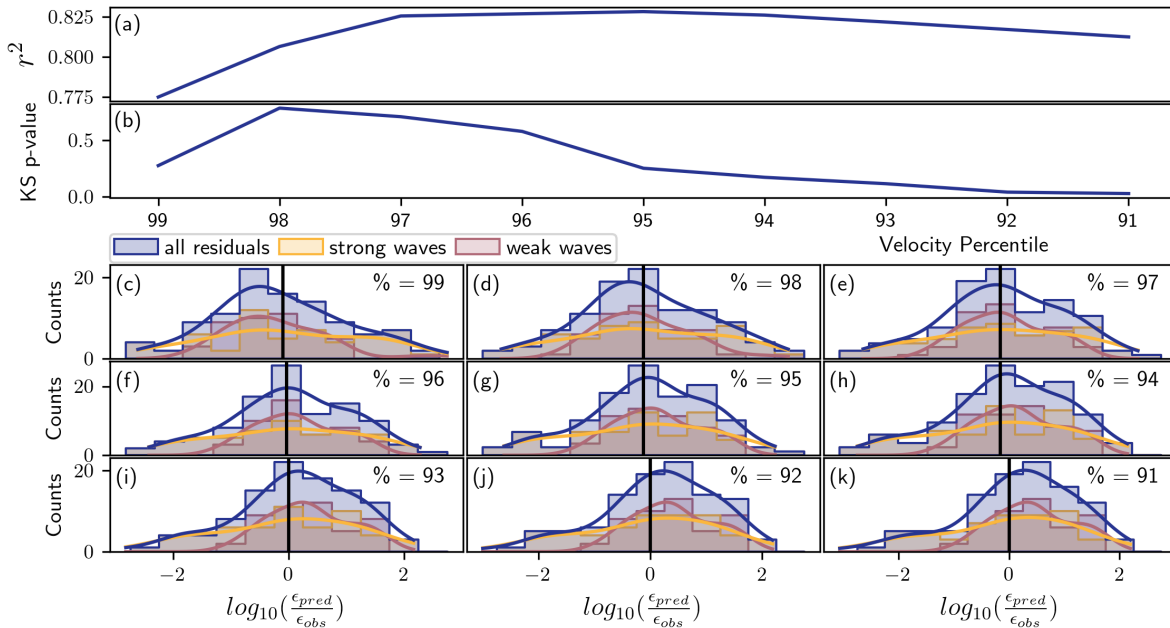 (a)
r²
0.825
0.800
0.775
(b)
KS p-value
0.5
0.0
99 98 97 96 95 94 93 92 91
Velocity Percentile
all residuals strong waves weak waves
(c) % = 99
(d) % = 98
(e) % = 97
Counts
20
0
(f) % = 96
(g) % = 95
(h) % = 94
Counts
20
0
(i) % = 93
(j) % = 92
(k) % = 91
Counts
20
0
−2 0 2
−2 0 2
−2 0 2
log₁₀(ϵ_pred/ϵ_obs)
log₁₀(ϵ_pred/ϵ_obs)
log₁₀(ϵ_pred/ϵ_obs)